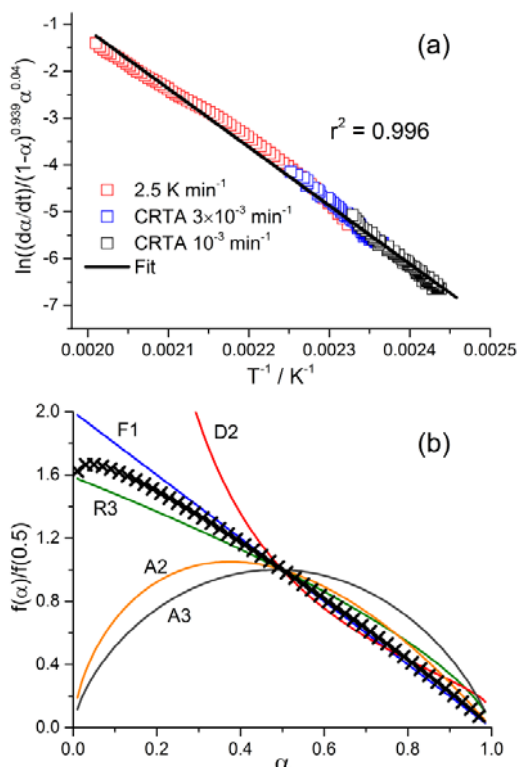 (a)
-1
-2
-3
-4
-5
-6
-7
ln((dα/dt)/(1-α)^0.939 α^0.04)
r² = 0.996
2.5 K min⁻¹
CRTA 3×10⁻³ min⁻¹
CRTA 10⁻³ min⁻¹
Fit
0.0020 0.0021 0.0022 0.0023 0.0024 0.0025
T⁻¹ / K⁻¹
(b)
2.0
1.6
1.2
0.8
0.4
0.0
f(α)/f(0.5)
F1
D2
R3
A2
A3
0.0 0.2 0.4 0.6 0.8 1.0
α